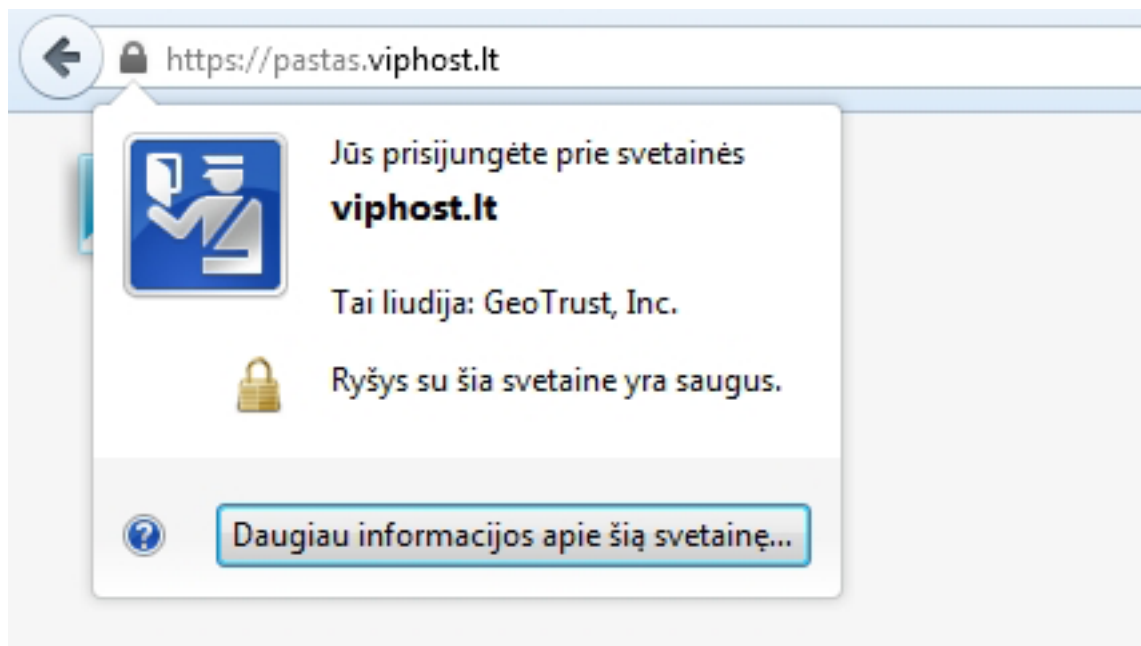 https://pastas.viphost.lt
Jūs prisijungėte prie svetainės
viphost.lt
Tai liudija: GeoTrust, Inc.
Ryšys su šia svetaine yra saugus.
?
Daugiau informacijos apie šią svetainę...